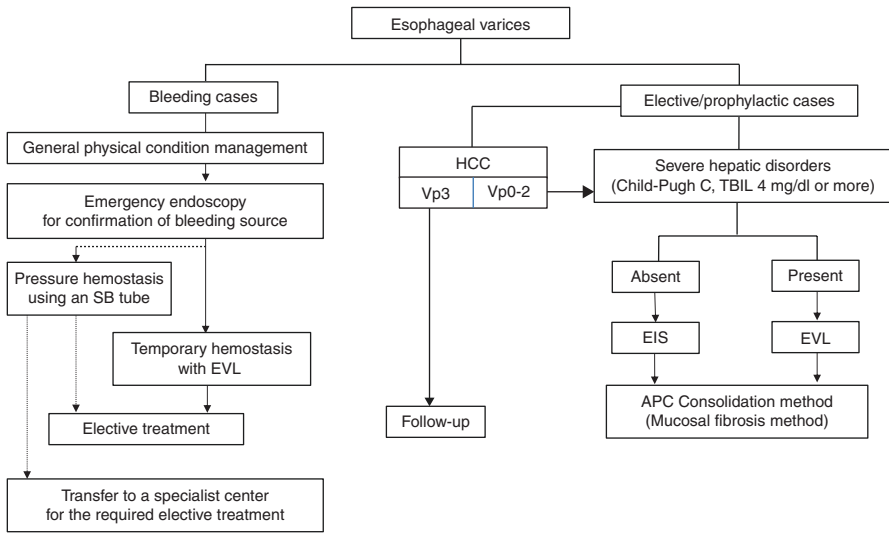 Esophageal varices
Bleeding cases
Elective/prophylactic cases
General physical condition management
HCC
Vp3
Vp0-2
Severe hepatic disorders
(Child-Pugh C, TBIL 4 mg/dl or more)
Emergency endoscopy
for confirmation of bleeding source
Pressure hemostasis
using an SB tube
Absent
Present
Temporary hemostasis
with EVL
EIS
EVL
Elective treatment
Follow-up
APC Consolidation method
(Mucosal fibrosis method)
Transfer to a specialist center
for the required elective treatment